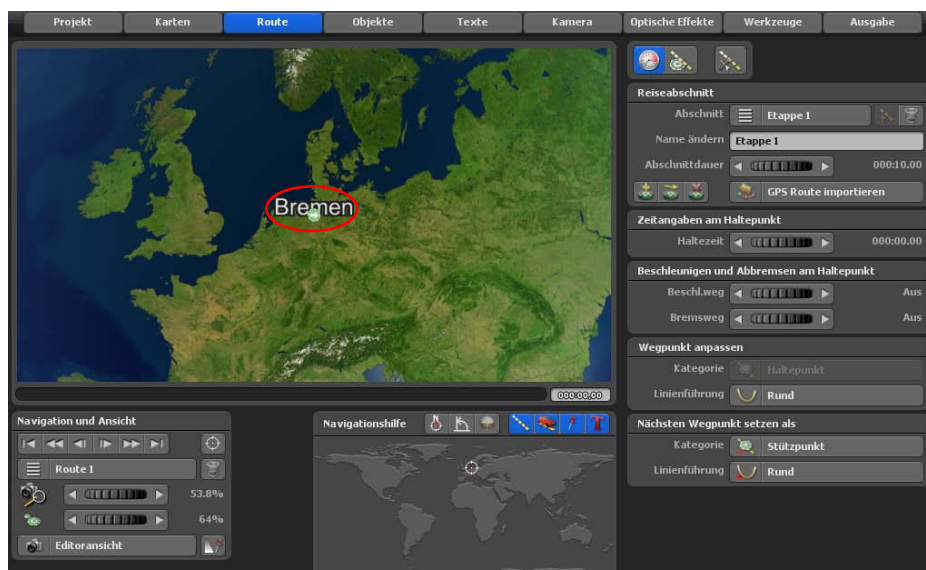 Projekt Karten Route Objekte Texte Kamera Optische Effekte Werkzeuge Ausgabe
Bremen
000:00,00
Reiseabschnitt
Abschnitt Etappe 1
Name ändern Etappe 1
Abschnittdauer 000:10.00
GPS Route importieren
Zeitangaben am Haltepunkt
Haltezeit 000:00.00
Beschleunigen und Abbremsen am Haltepunkt
Beschl.weg Aus
Bremsweg Aus
Wegpunkt anpassen
Kategorie Haltepunkt
Linienführung Rund
Nächsten Wegpunkt setzen als
Kategorie Stützpunkt
Linienführung Rund
Navigation und Ansicht
Route 1
53.8%
64%
Editoransicht
Navigationshilfe